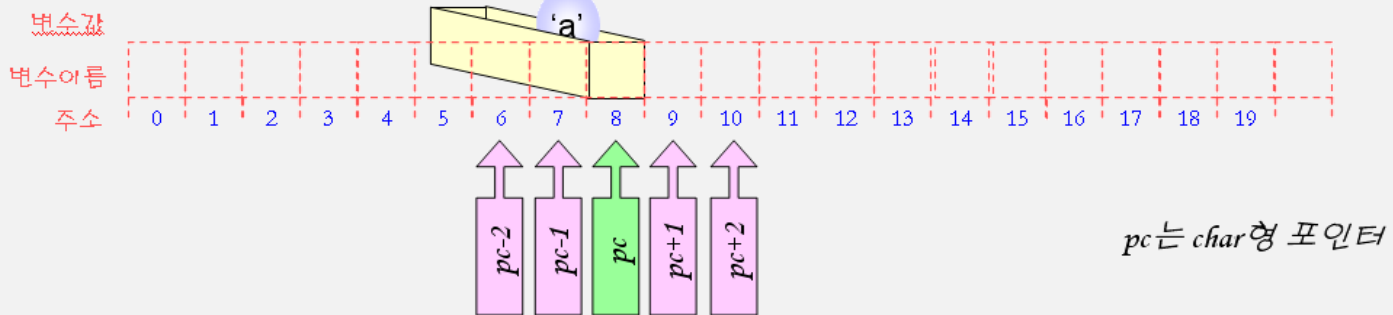 변수값
‘a’
변수이름
주소 0 1 2 3 4 5 6 7 8 9 10 11 12 13 14 15 16 17 18 19
pc-2 pc-1 pc pc+1 pc+2
pc는 char형 포인터